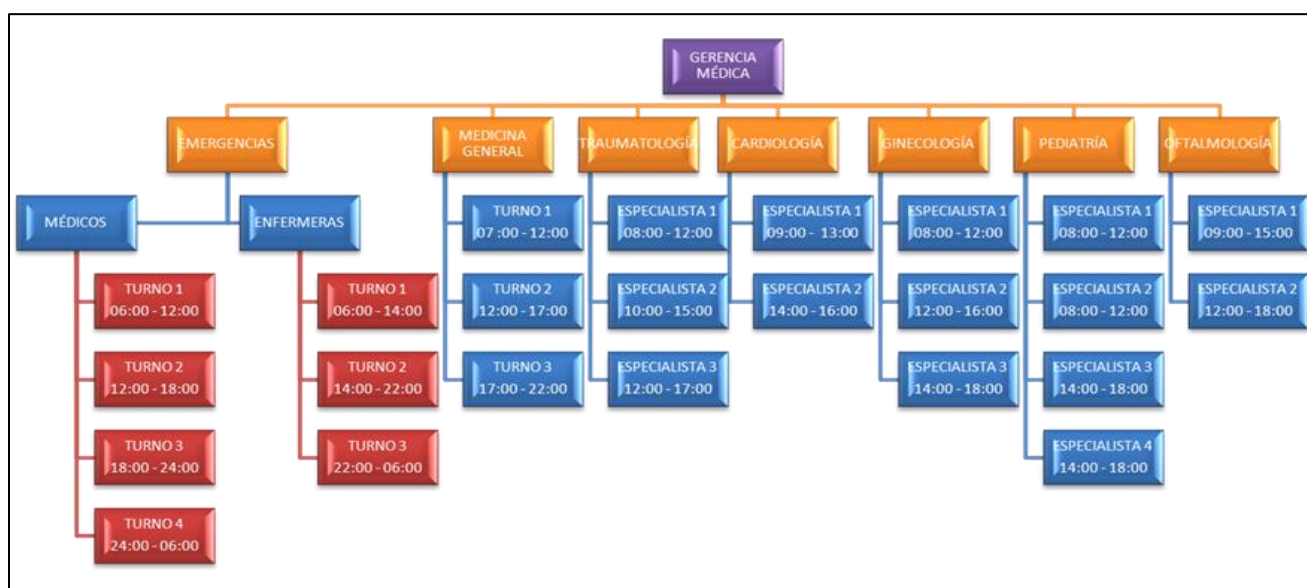 GERENCIA
MÉDICA
EMERGENCIAS
MEDICINA
GENERAL
TRAUMATOLOGÍA
CARDIOLOGÍA
GINECOLOGÍA
PEDIATRÍA
OFTALMOLOGÍA
MÉDICOS
TURNO 1
06:00 - 12:00
TURNO 2
12:00 - 18:00
TURNO 3
18:00 - 24:00
TURNO 4
24:00 - 06:00
ENFERMERAS
TURNO 1
06:00 - 14:00
TURNO 2
14:00 - 22:00
TURNO 3
22:00 - 06:00
TURNO 1
07 :00 - 12:00
TURNO 2
12:00 - 17:00
TURNO 3
17:00 - 22:00
ESPECIALISTA 1
08:00 - 12:00
ESPECIALISTA 2
10:00 - 15:00
ESPECIALISTA 3
12:00 - 17:00
ESPECIALISTA 1
09:00 - 13:00
ESPECIALISTA 2
14:00 - 16:00
ESPECIALISTA 1
08:00 - 12:00
ESPECIALISTA 2
12:00 - 16:00
ESPECIALISTA 3
14:00 - 18:00
ESPECIALISTA 1
08:00 - 12:00
ESPECIALISTA 2
08:00 - 12:00
ESPECIALISTA 3
14:00 - 18:00
ESPECIALISTA 4
14:00 - 18:00
ESPECIALISTA 1
09:00 - 15:00
ESPECIALISTA 2
12:00 - 18:00